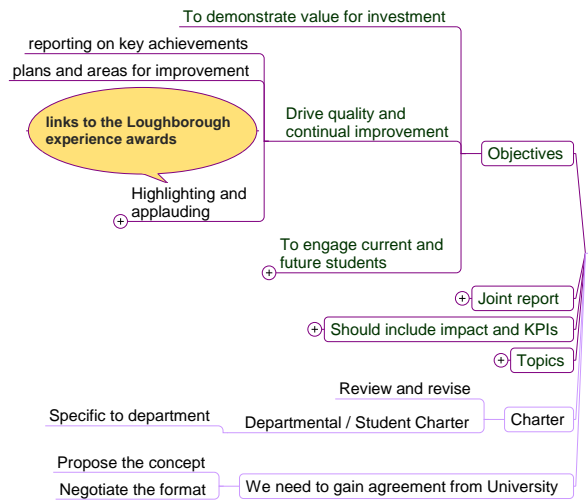 To demonstrate value for investment
reporting on key achievements
plans and areas for improvement
links to the Loughborough
experience awards
Drive quality and
continual improvement
Objectives
Highlighting and
applauding
To engage current and
future students
Joint report
Should include impact and KPIs
Topics
Review and revise
Specific to department
Departmental / Student Charter
Charter
Propose the concept
Negotiate the format
We need to gain agreement from University